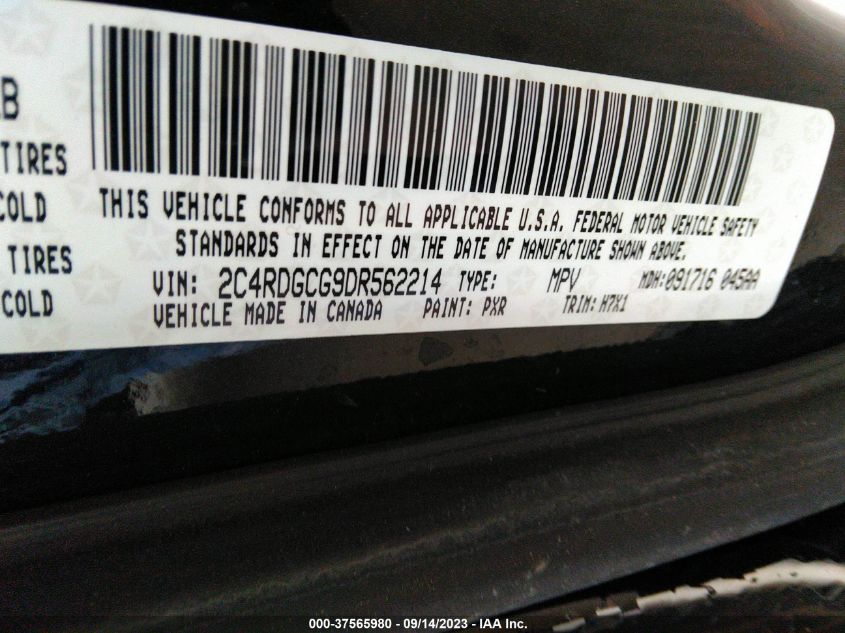 LB
TIRES
COLD
TIRES
COLD
THIS VEHICLE CONFORMS TO ALL APPLICABLE U.S.A. FEDERAL MOTOR VEHICLE SAFETY
STANDARDS IN EFFECT ON THE DATE OF MANUFACTURE SHOWN ABOVE.
VIN: 2C4RDGCG9DR562214 TYPE: MPV MDH:091716 045AA
VEHICLE MADE IN CANADA PAINT: PXR TRIM: H7X1
000-37565980 - 09/14/2023 - IAA Inc.